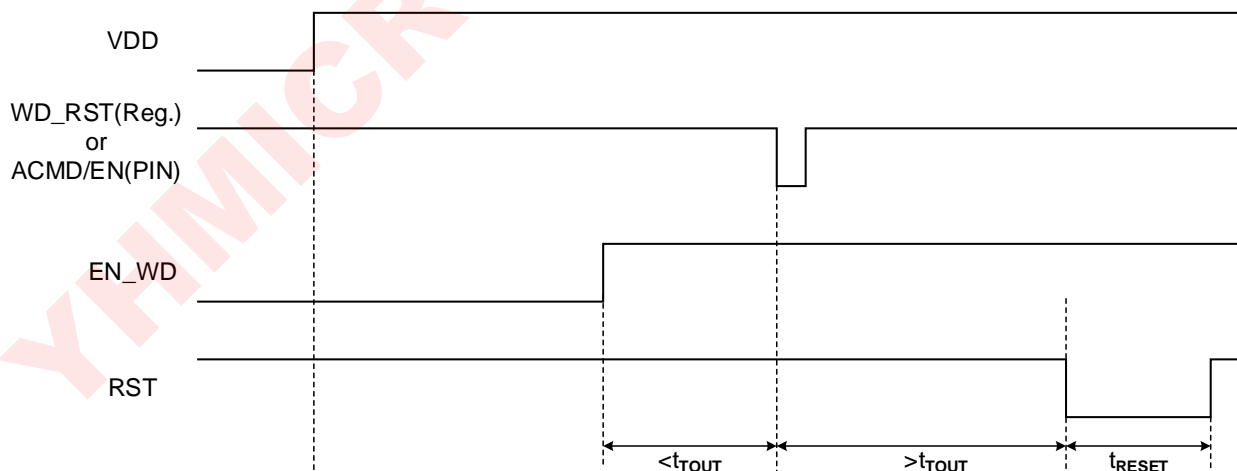 VDD
WD_RST(Reg.)
or
ACMD/EN(PIN)
EN_WD
RST
<tTOUT
>tTOUT
tRESET
YHMICR